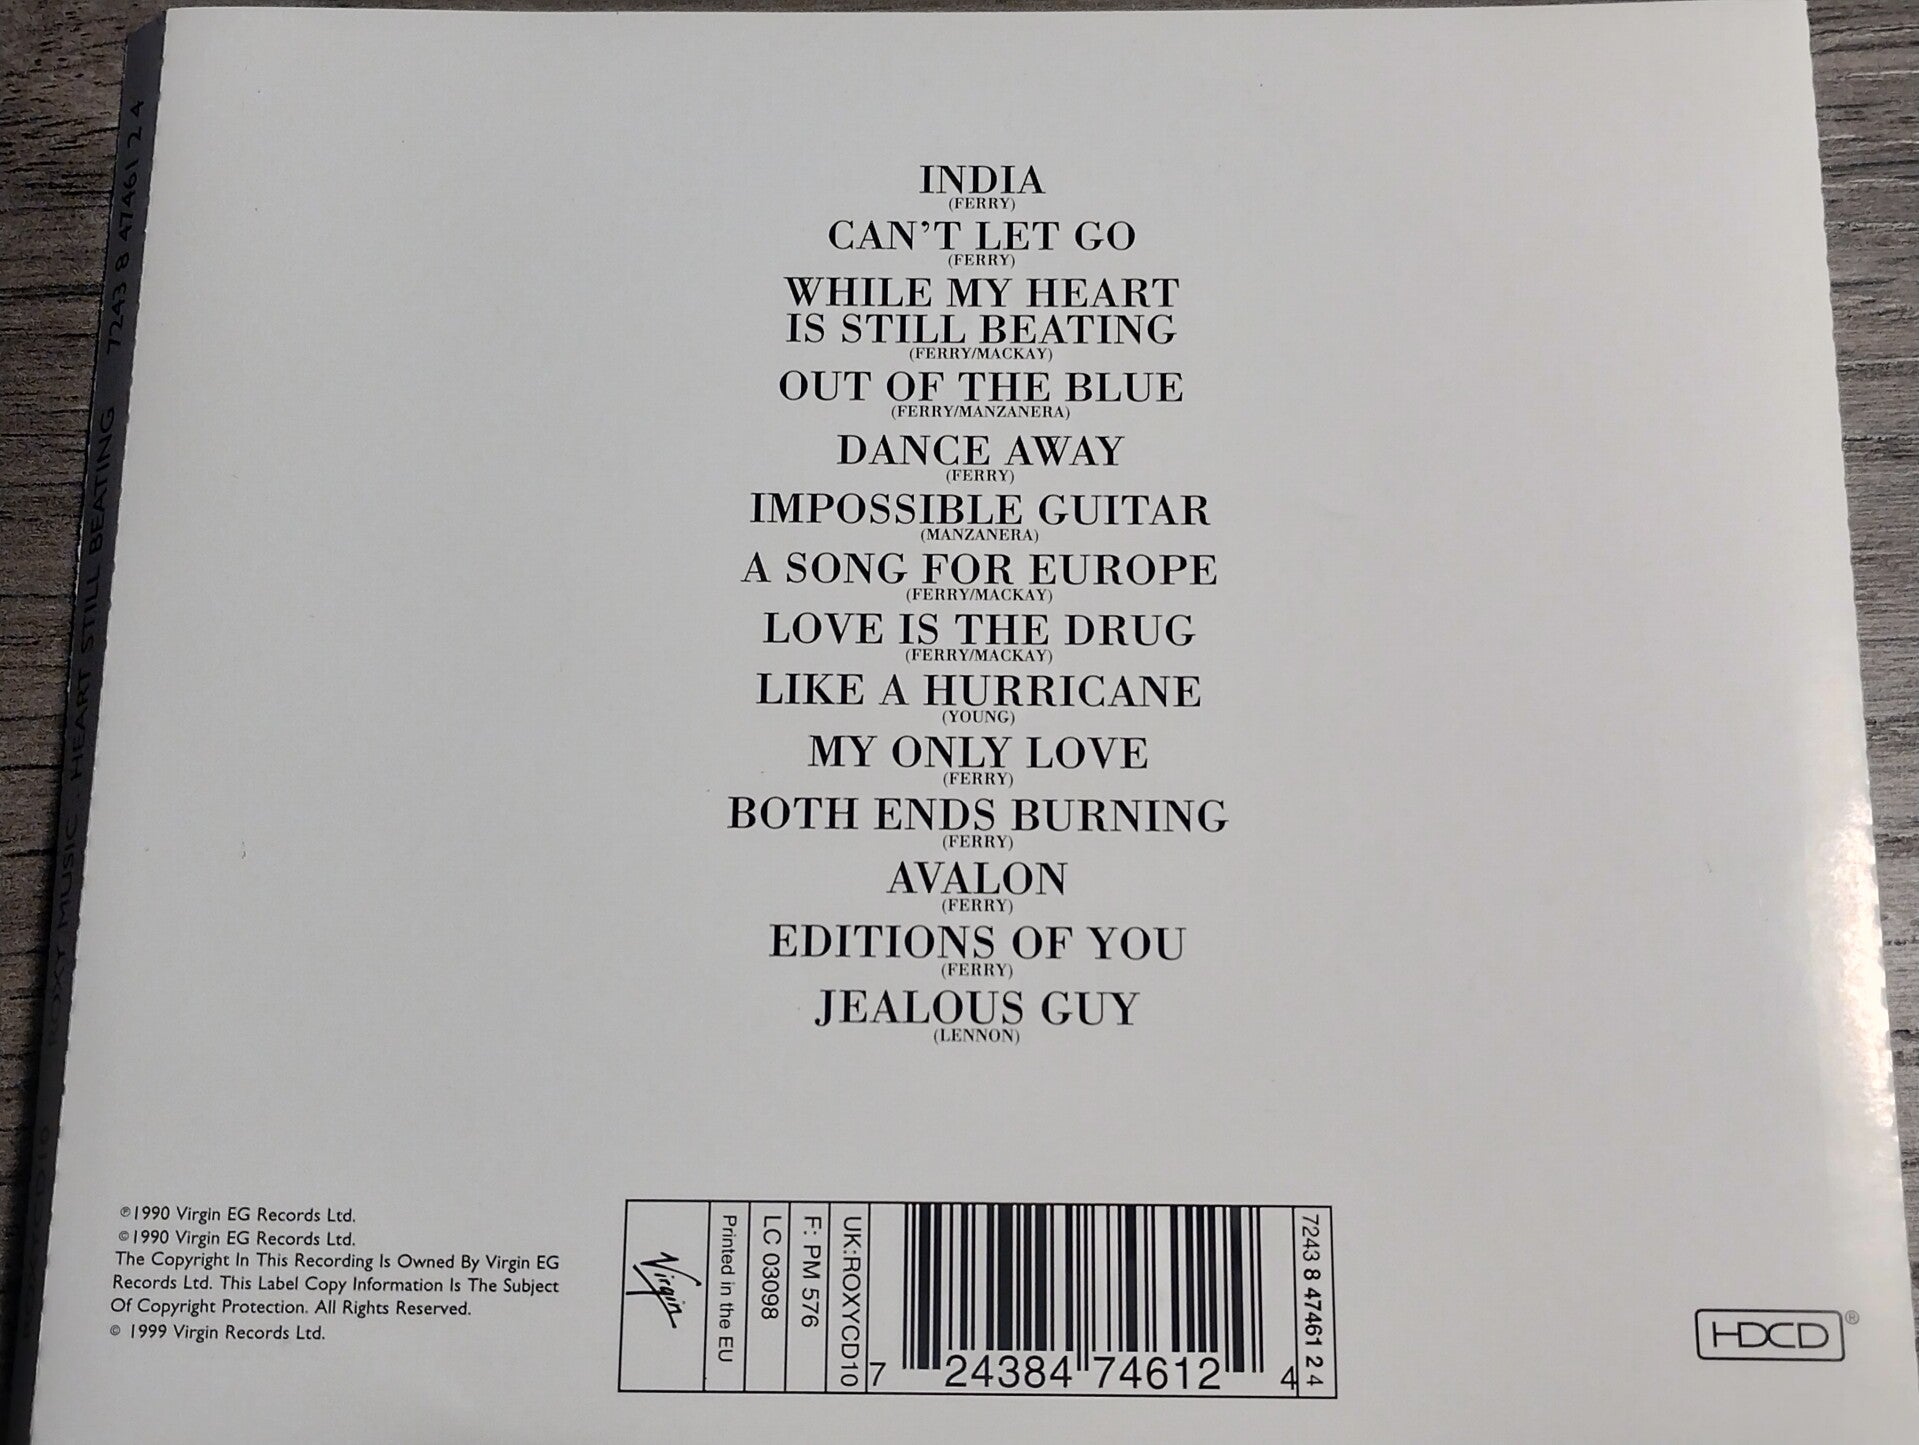 INDIA
(FERRY)
CAN'T LET GO
(FERRY)
WHILE MY HEART
IS STILL BEATING
(FERRY/MACKAY)
OUT OF THE BLUE
(FERRY/MANZANERA)
DANCE AWAY
(FERRY)
IMPOSSIBLE GUITAR
(MANZANERA)
A SONG FOR EUROPE
(FERRY/MACKAY)
LOVE IS THE DRUG
(FERRY/MACKAY)
LIKE A HURRICANE
(YOUNG)
MY ONLY LOVE
(FERRY)
BOTH ENDS BURNING
(FERRY)
AVALON
(FERRY)
EDITIONS OF YOU
(FERRY)
JEALOUS GUY
(LENNON)
℗1990 Virgin EG Records Ltd.
©1990 Virgin EG Records Ltd.
The Copyright In This Recording Is Owned By Virgin EG
Records Ltd. This Label Copy Information Is The Subject
Of Copyright Protection. All Rights Reserved.
© 1999 Virgin Records Ltd.
Virgin
Printed in the EU
LC 03098
F: PM 576
UK:ROXYCD10
7 24384 74612 4
7243 8 47461 2 4
HDCD®
ROXYCD10 ROXY MUSIC · HEART STILL BEATING 7243 8 47461 2 4